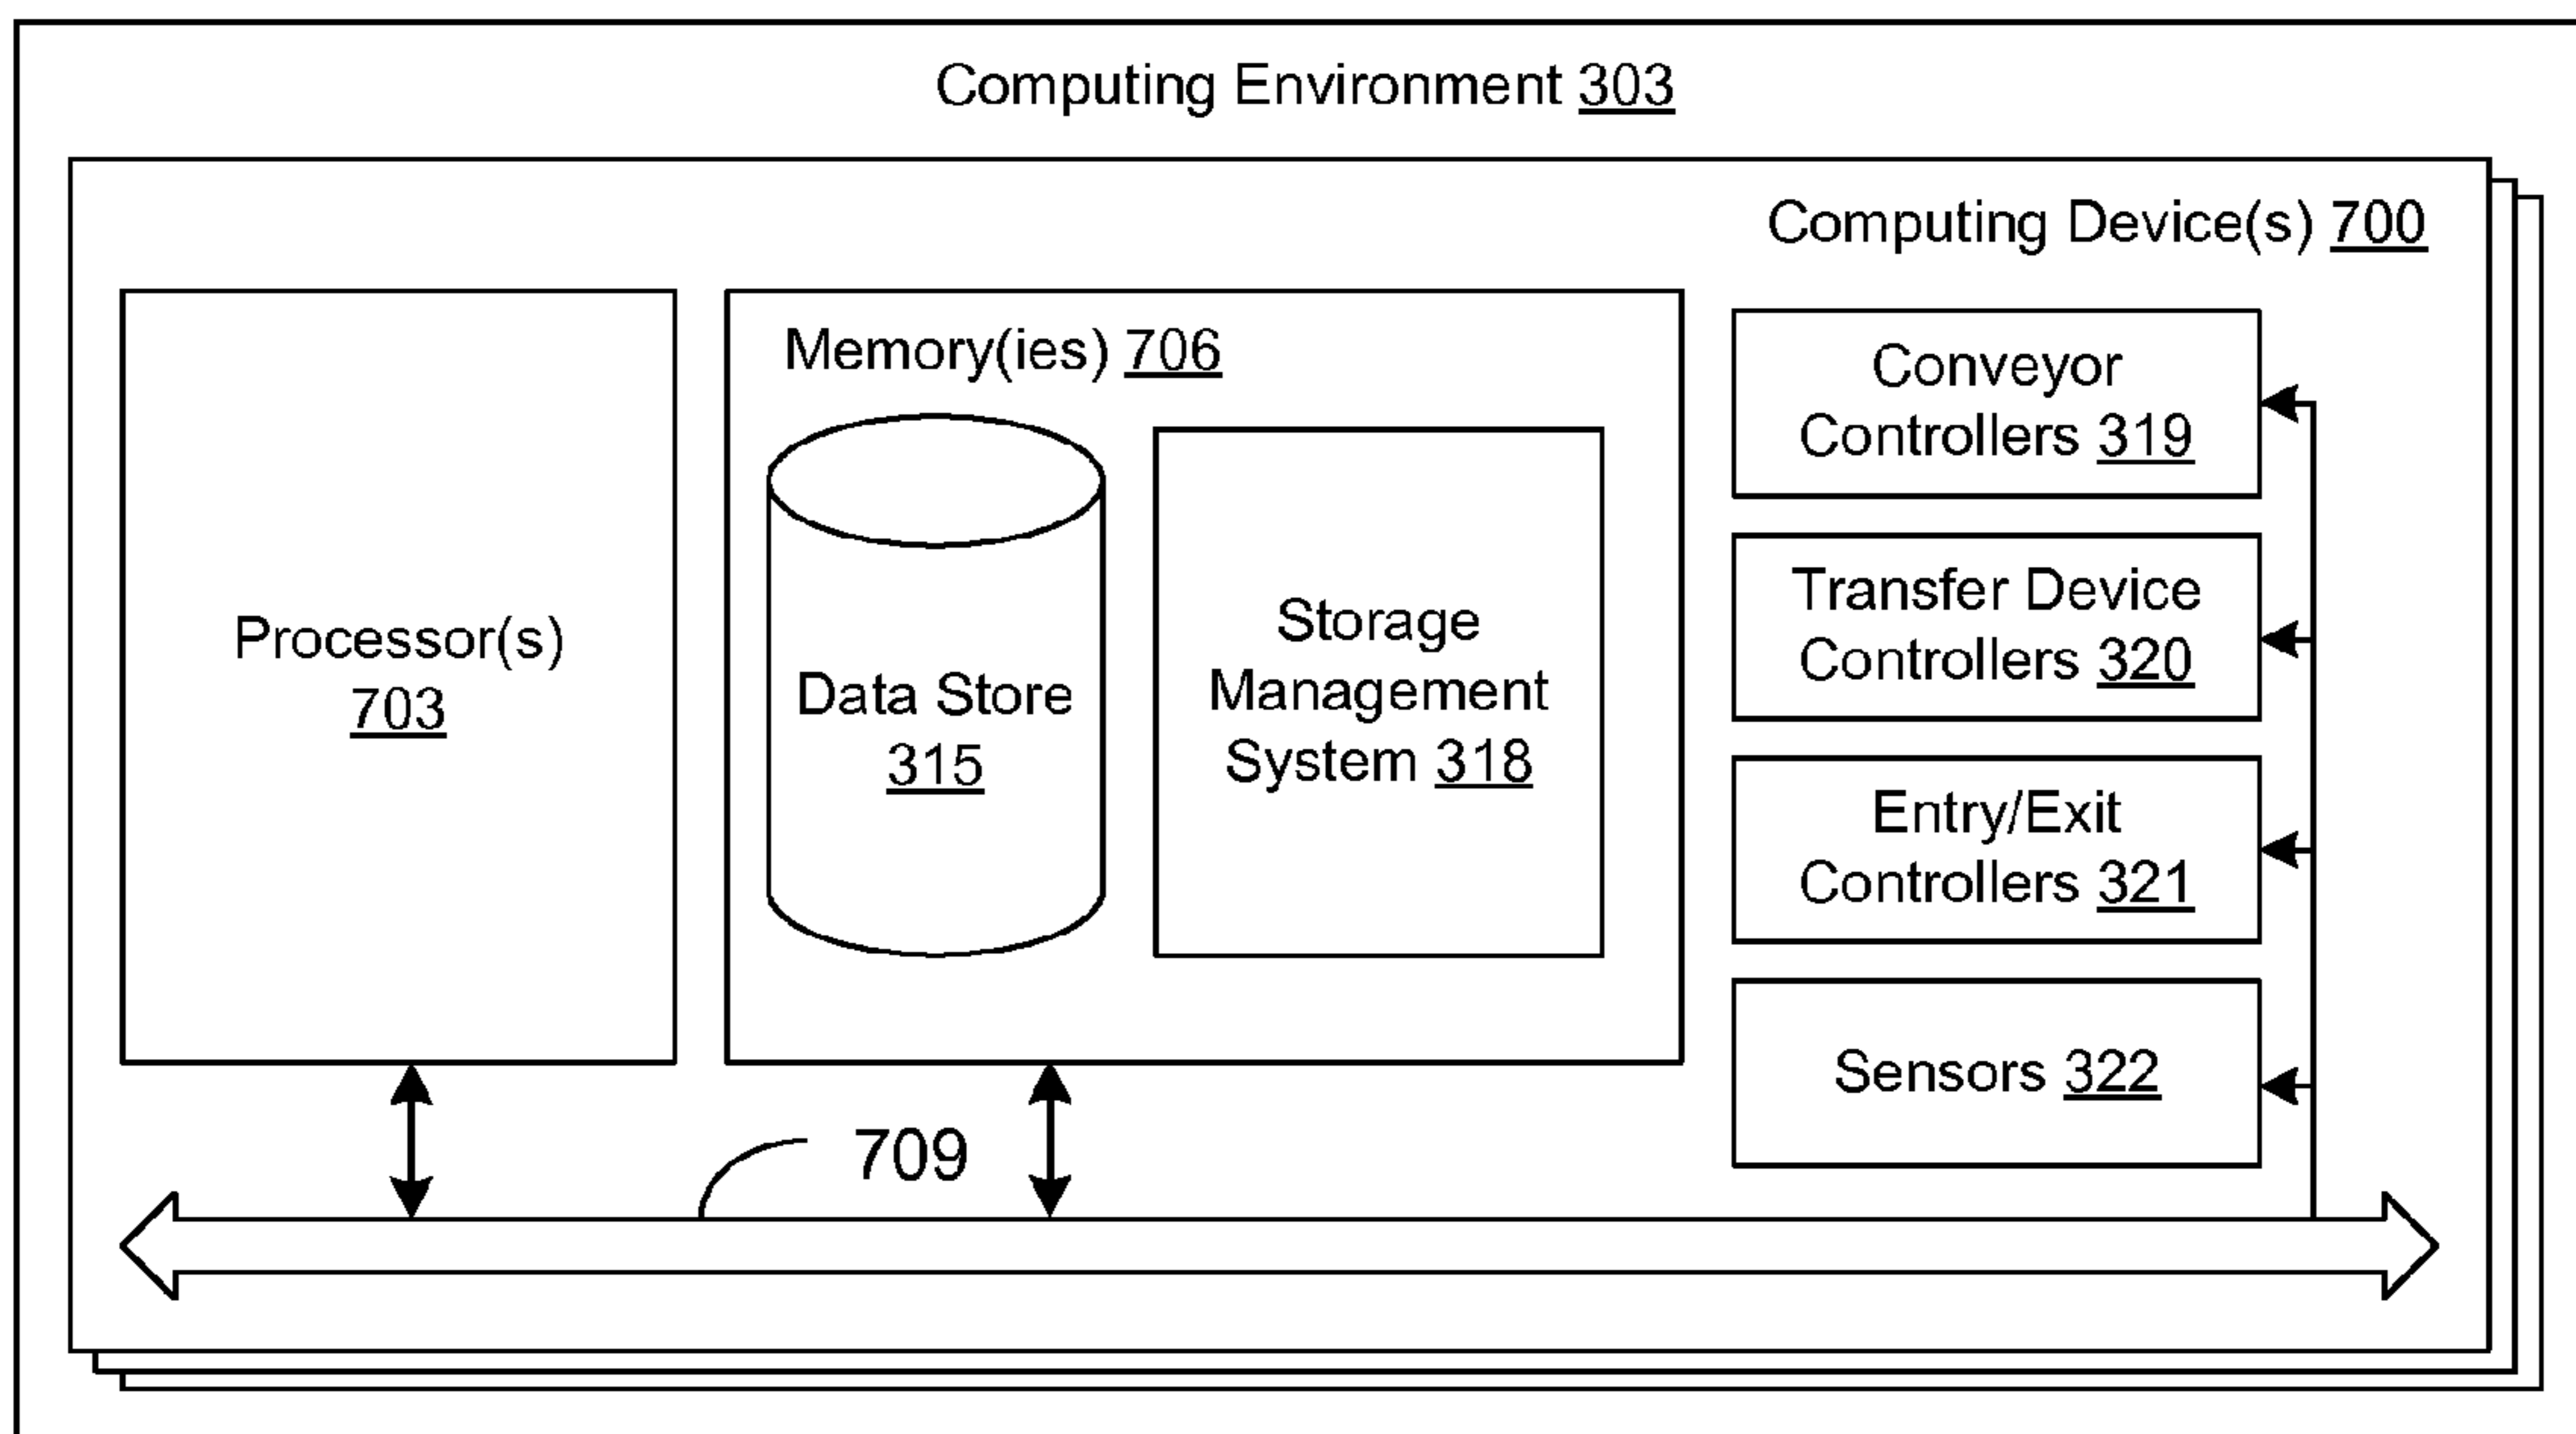 Computing Environment 303
Computing Device(s) 700
Processor(s)
703
Memory(ies) 706
Data Store
315
Storage
Management
System 318
Conveyor
Controllers 319
Transfer Device
Controllers 320
Entry/Exit
Controllers 321
Sensors 322
709